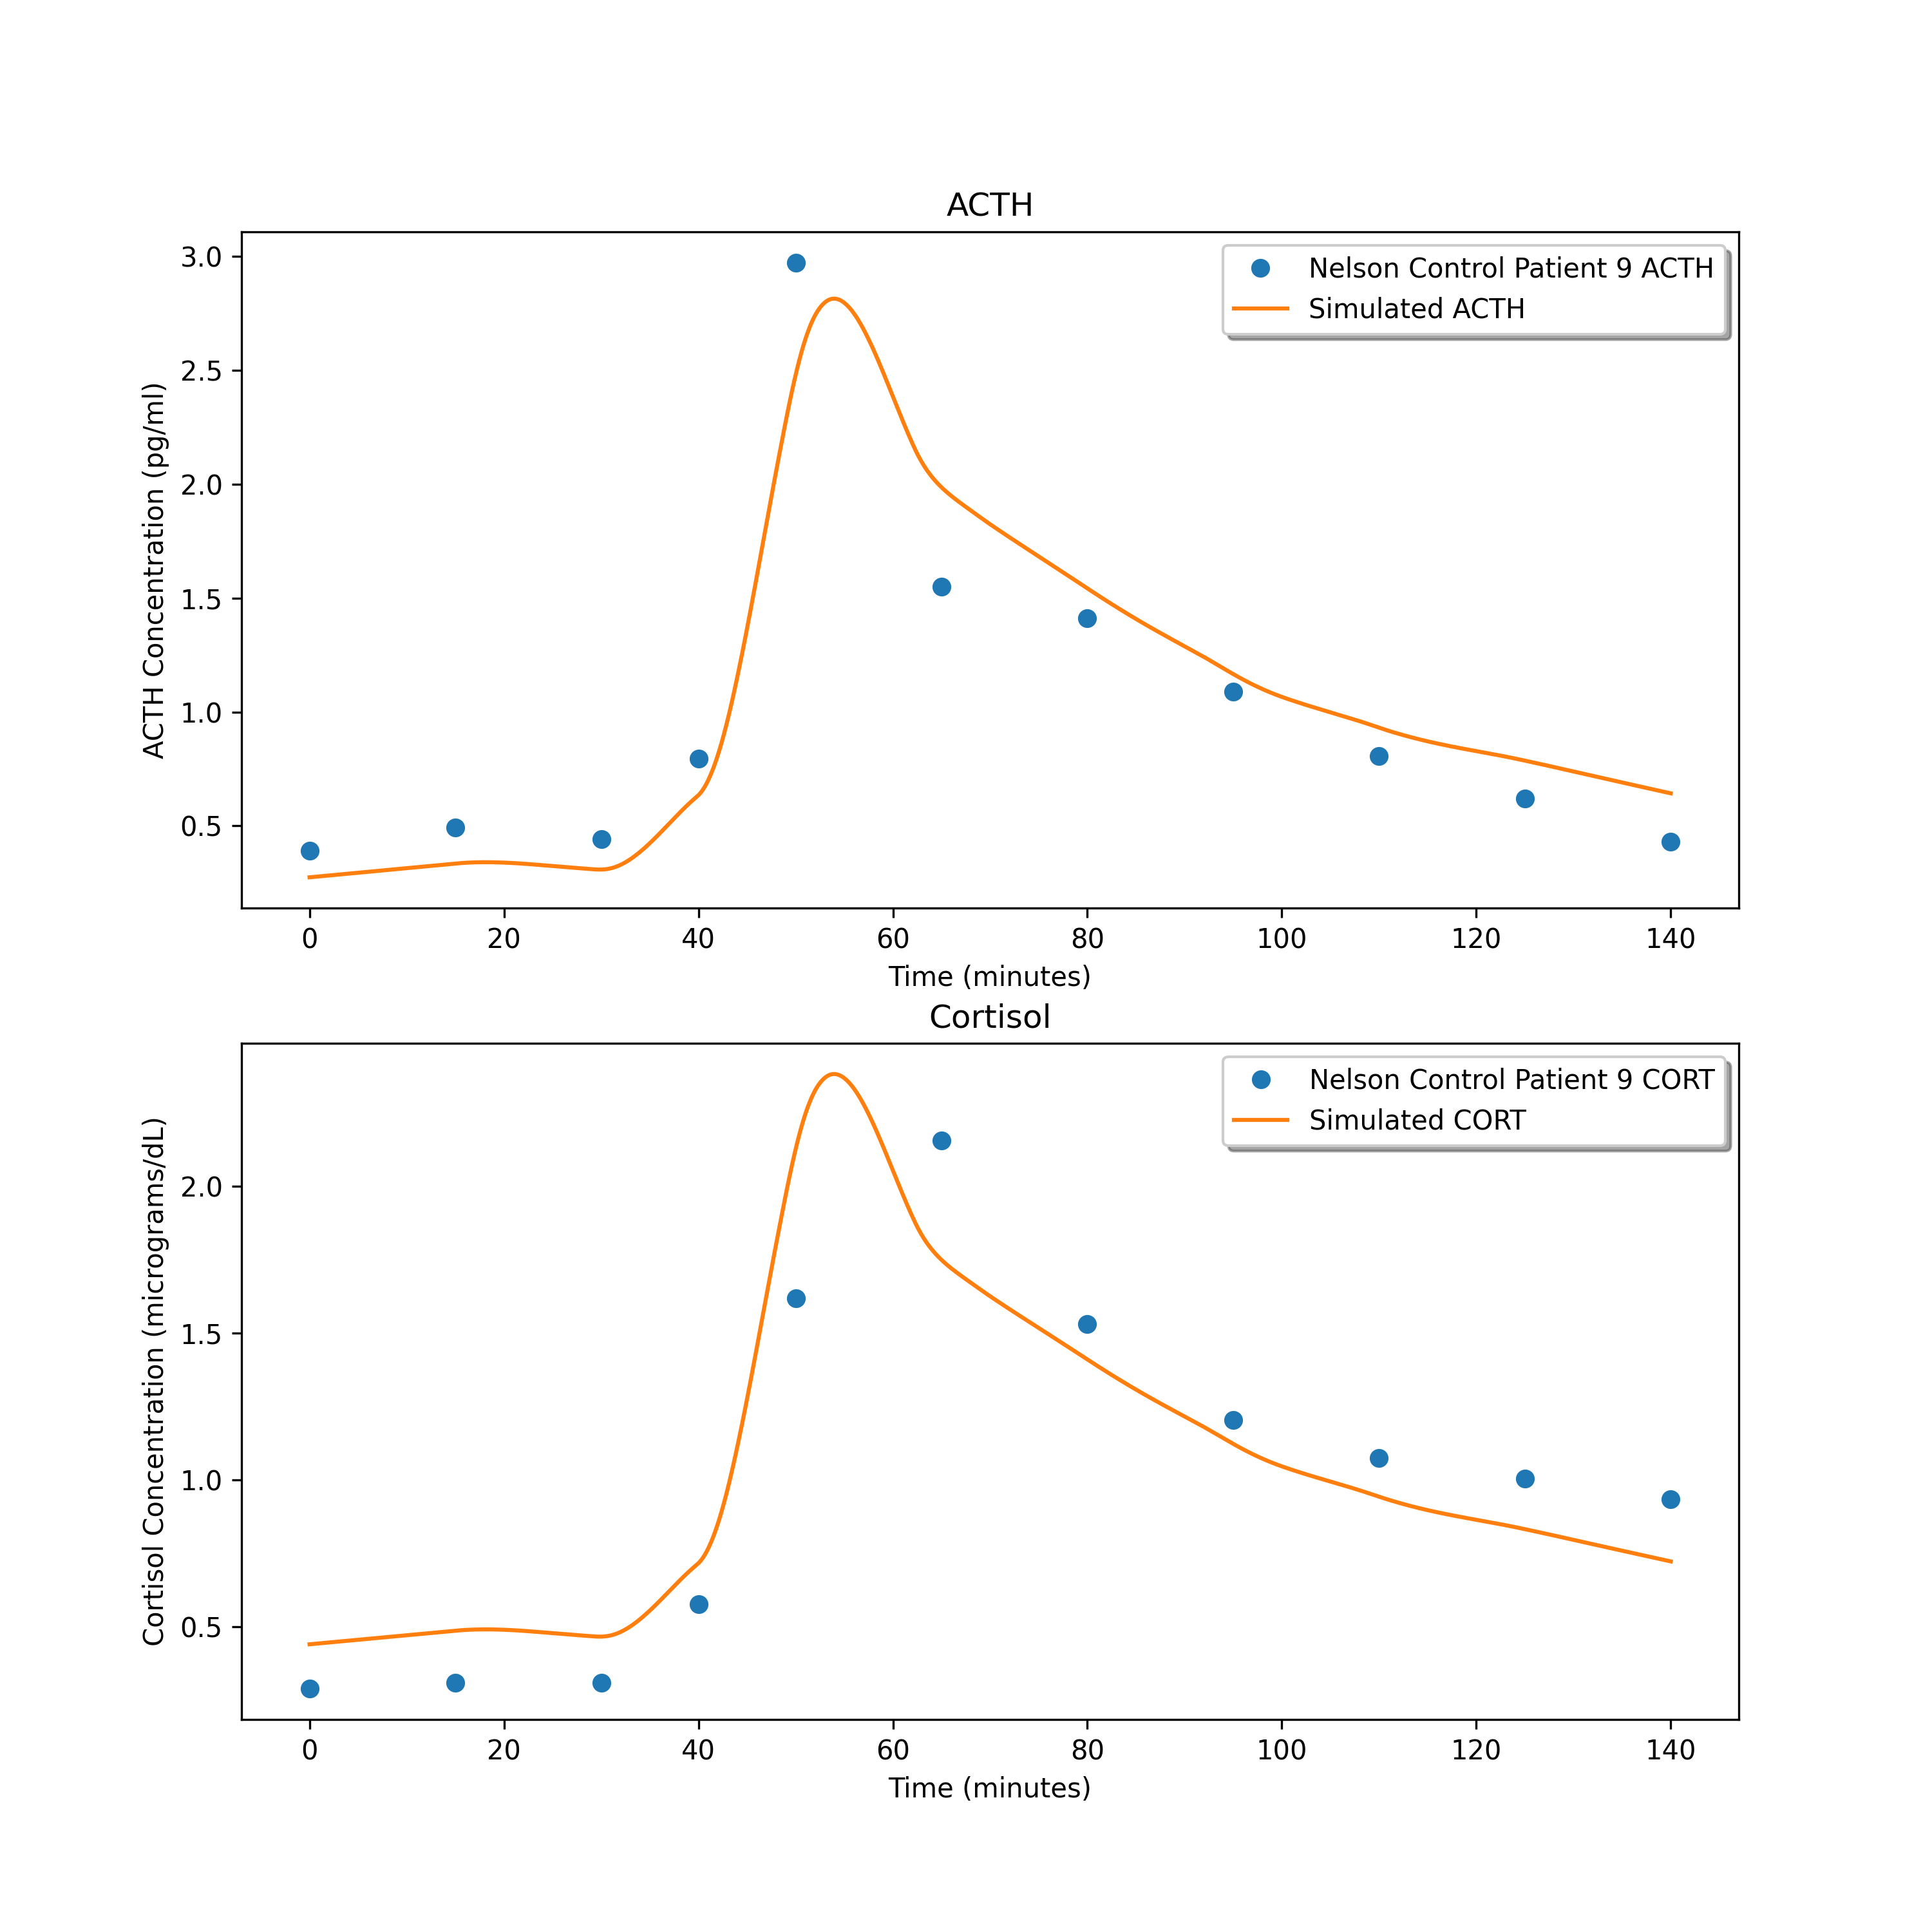 ACTH
3.0
2.5
2.0
1.5
1.0
0.5
ACTH Concentration (pg/ml)
Nelson Control Patient 9 ACTH
Simulated ACTH
0 20 40 60 80 100 120 140
Time (minutes)
Cortisol
2.0
1.5
1.0
0.5
Cortisol Concentration (micrograms/dL)
Nelson Control Patient 9 CORT
Simulated CORT
0 20 40 60 80 100 120 140
Time (minutes)